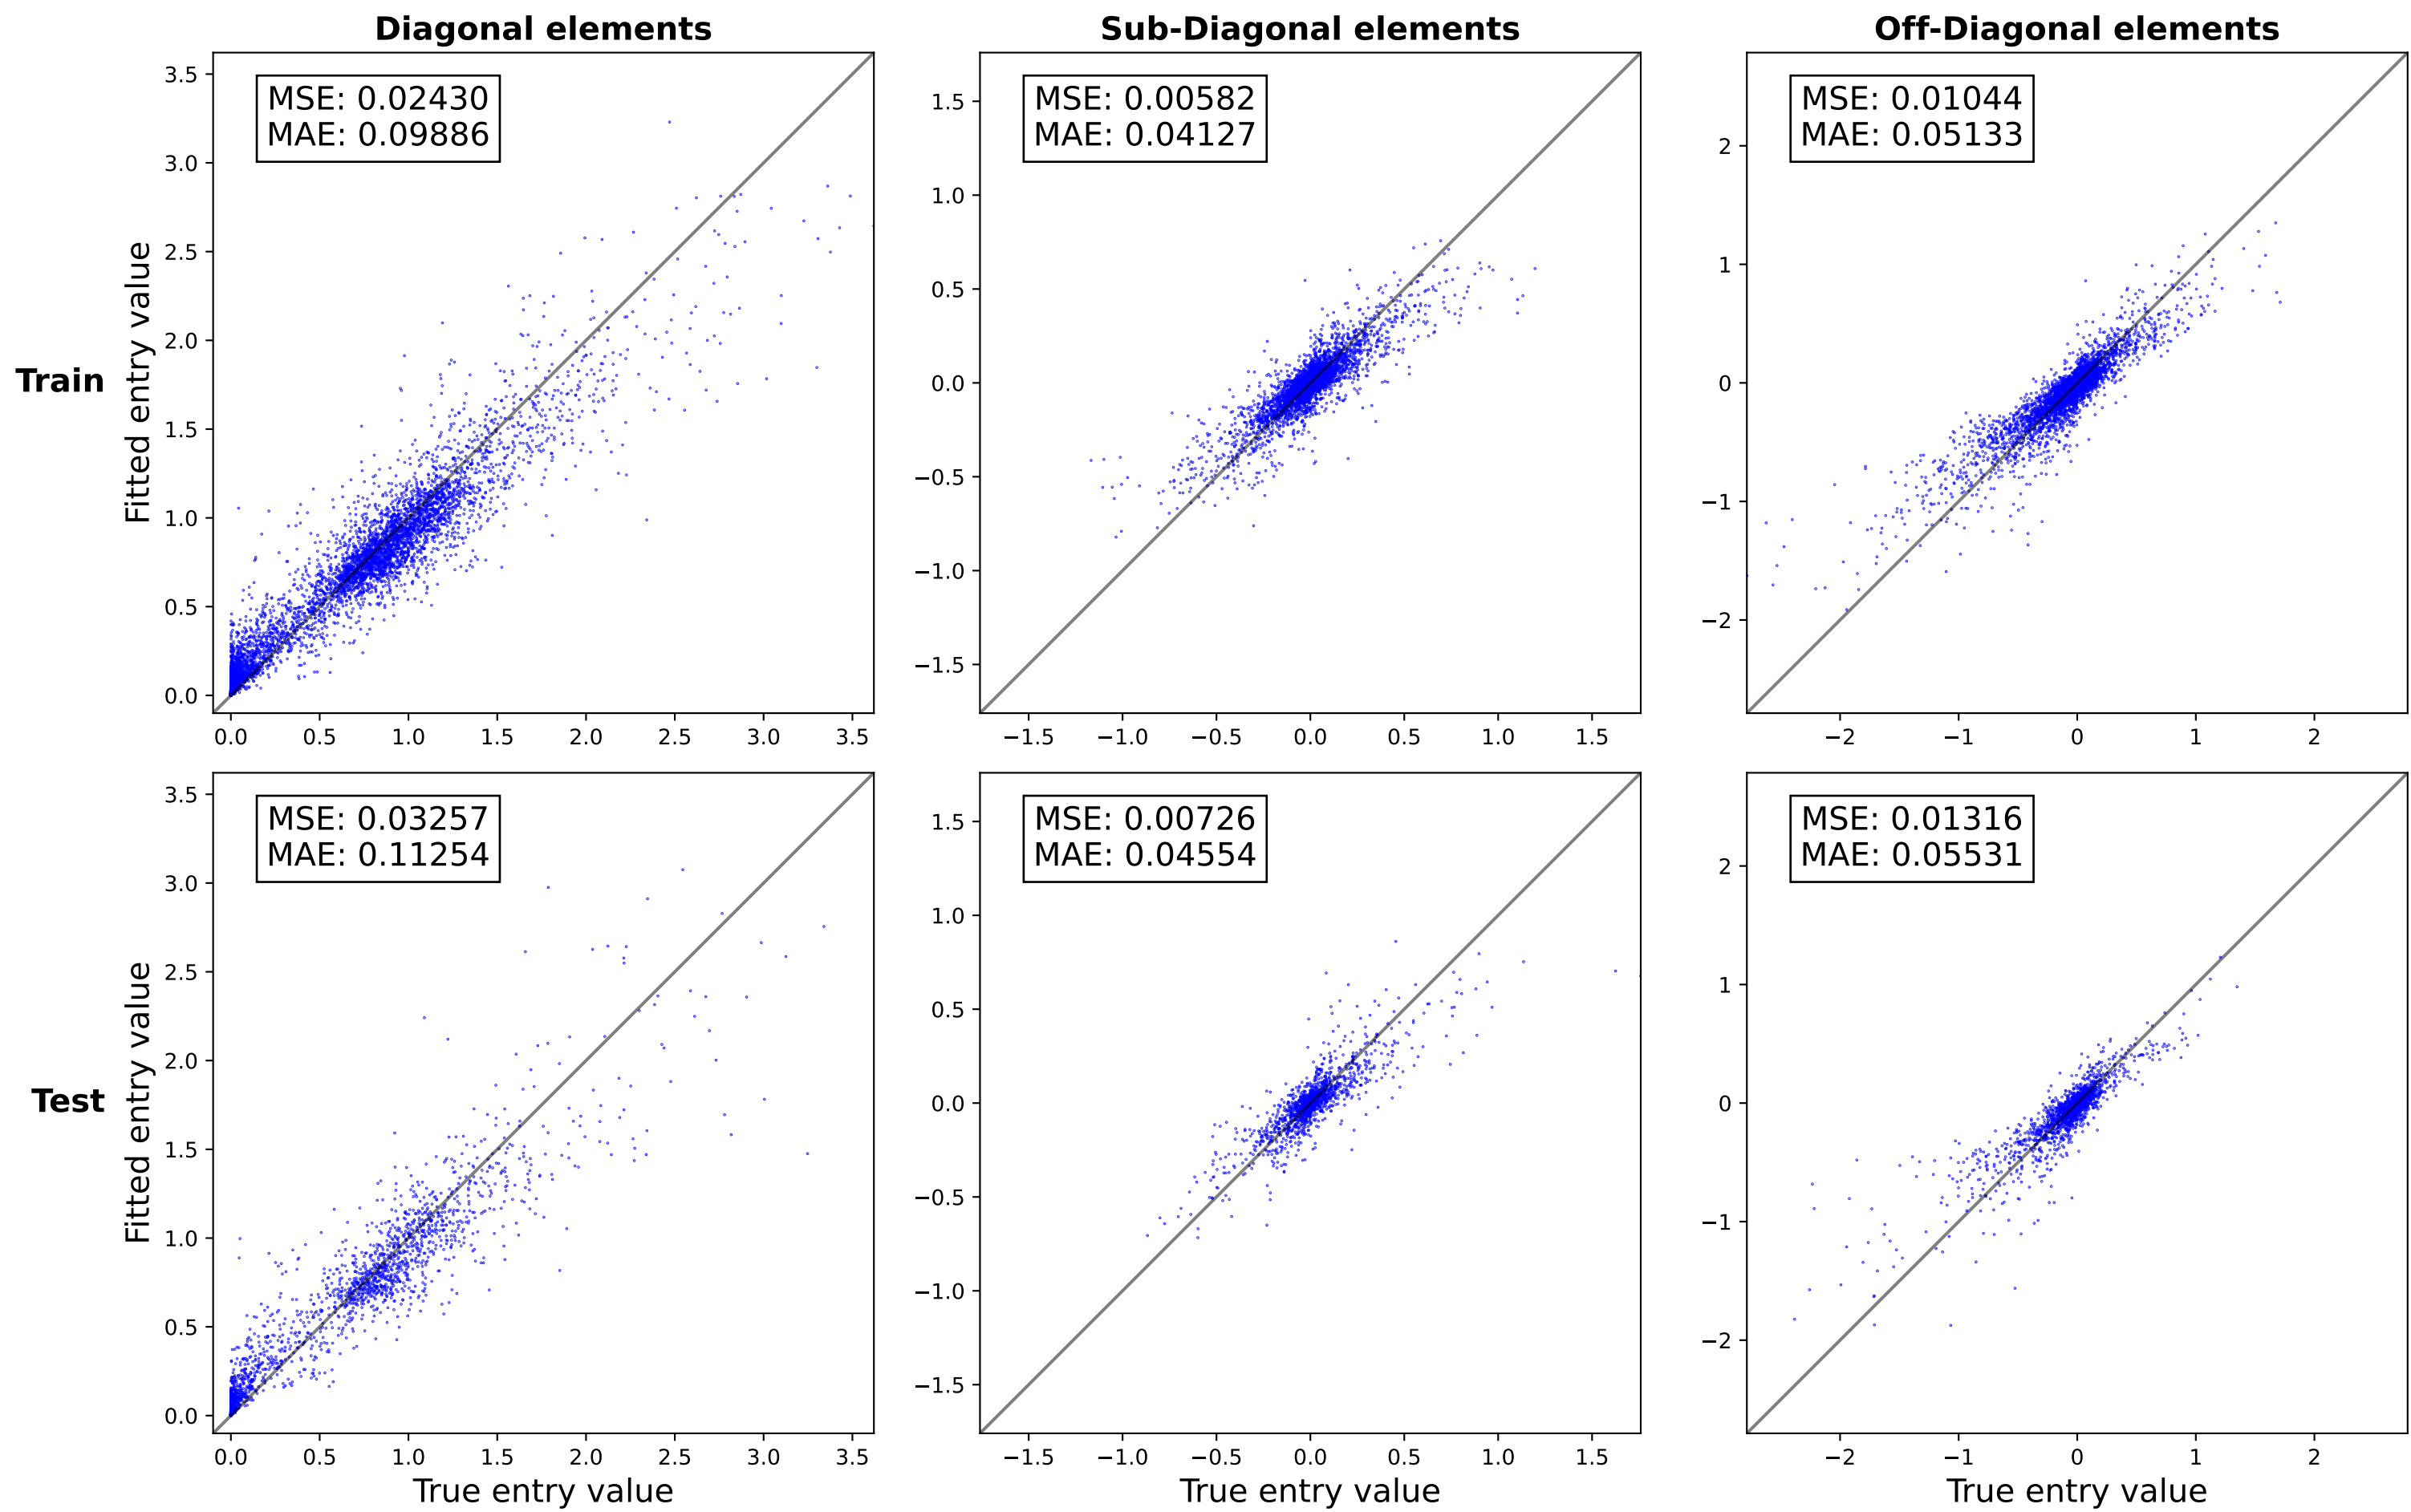 Diagonal elements
Sub-Diagonal elements
Off-Diagonal elements
Train
Fitted entry value
MSE: 0.02430
MAE: 0.09886
3.5
3.0
2.5
2.0
1.5
1.0
0.5
0.0
0.0 0.5 1.0 1.5 2.0 2.5 3.0 3.5
MSE: 0.00582
MAE: 0.04127
1.5
1.0
0.5
0.0
−0.5
−1.0
−1.5
−1.5 −1.0 −0.5 0.0 0.5 1.0 1.5
MSE: 0.01044
MAE: 0.05133
2
1
0
−1
−2
−2 −1 0 1 2
Test
Fitted entry value
MSE: 0.03257
MAE: 0.11254
3.5
3.0
2.5
2.0
1.5
1.0
0.5
0.0
0.0 0.5 1.0 1.5 2.0 2.5 3.0 3.5
True entry value
MSE: 0.00726
MAE: 0.04554
1.5
1.0
0.5
0.0
−0.5
−1.0
−1.5
−1.5 −1.0 −0.5 0.0 0.5 1.0 1.5
True entry value
MSE: 0.01316
MAE: 0.05531
2
1
0
−1
−2
−2 −1 0 1 2
True entry value